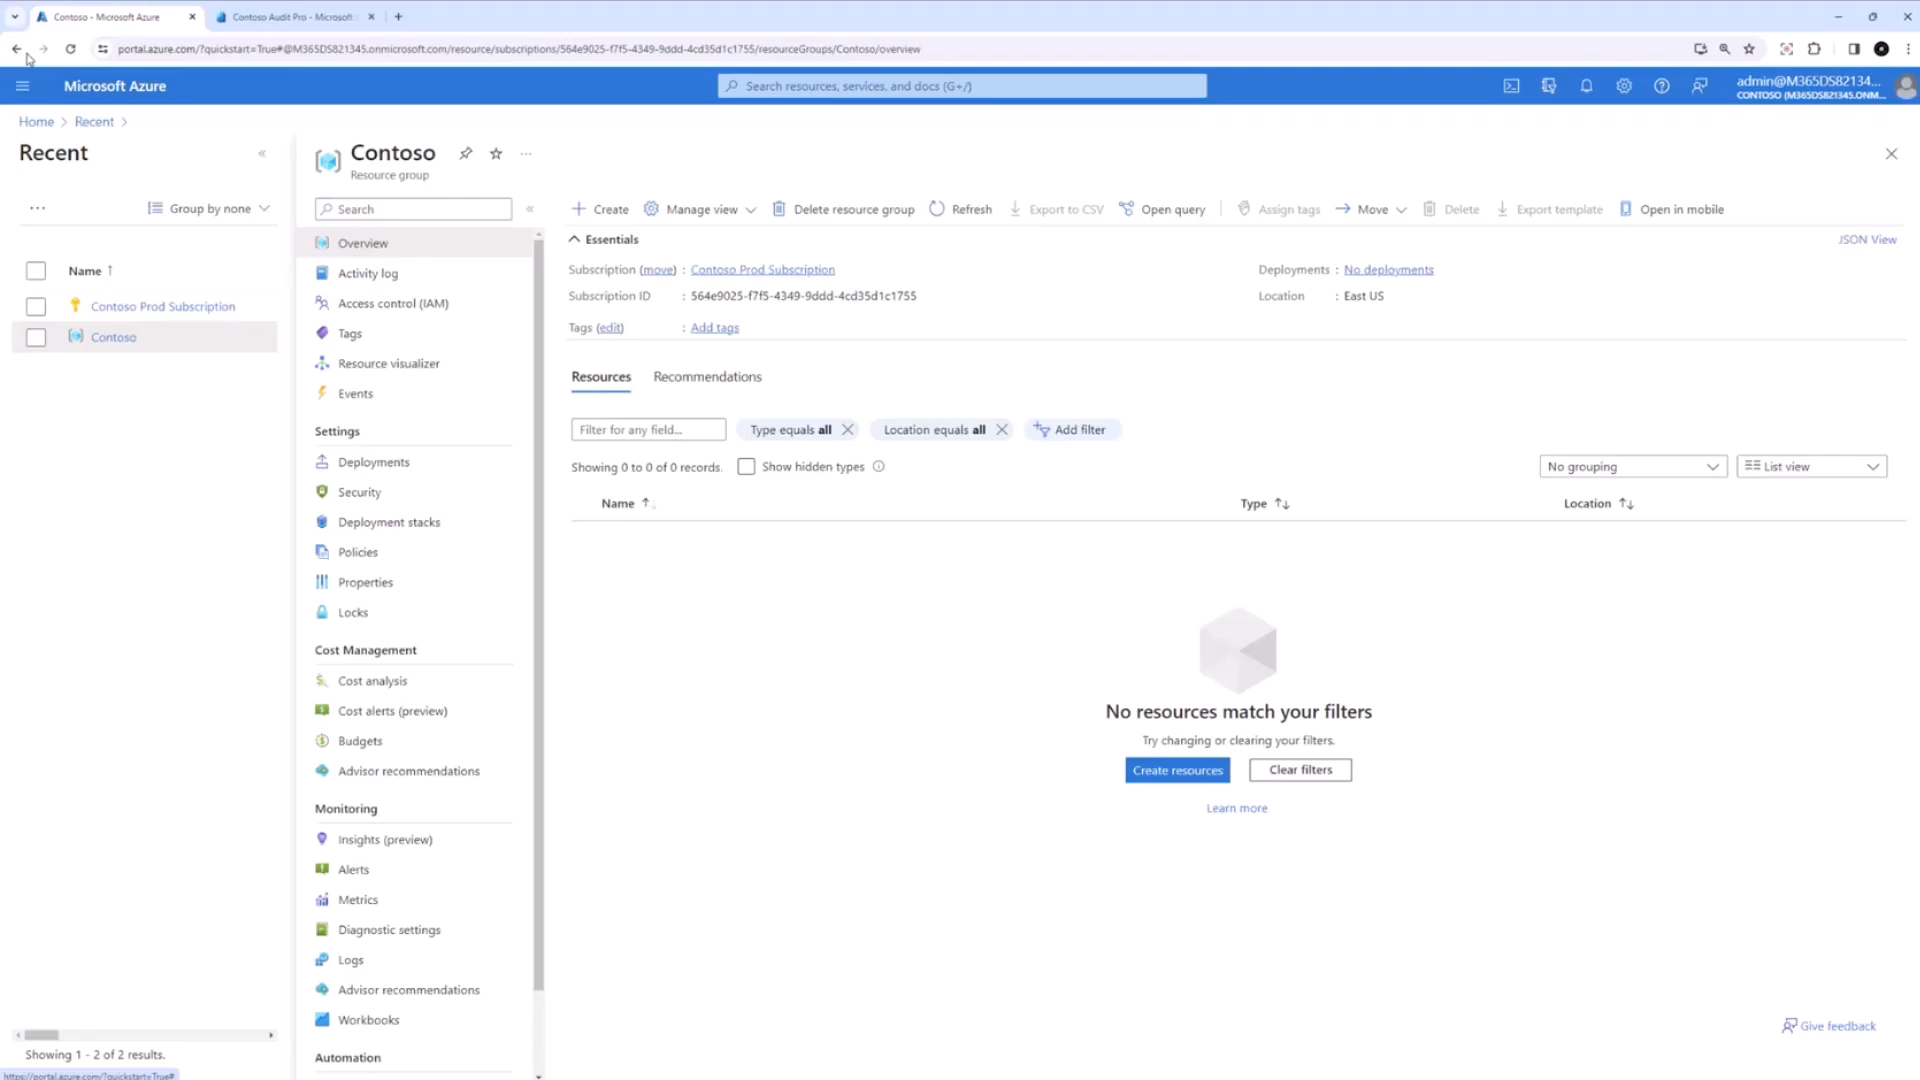 Contoso - Microsoft Azure
Contoso Audit Pro - Microsoft
portal.azure.com/?quickstart=True#@M365DS821345.onmicrosoft.com/resource/subscriptions/564e9025-f7f5-4349-9ddd-4cd35d1c1755/resourceGroups/Contoso/overview
Microsoft Azure
Search resources, services, and docs (G+/)
admin@M365DS82134...
CONTOSO (M365DS821345.ONM...
Home > Recent >
Recent
Contoso
Resource group
Group by none
Name
Contoso Prod Subscription
Contoso
Showing 1 - 2 of 2 results.
https://portal.azure.com/?quickstart=True#
Search
Overview
Activity log
Access control (IAM)
Tags
Resource visualizer
Events
Settings
Deployments
Security
Deployment stacks
Policies
Properties
Locks
Cost Management
Cost analysis
Cost alerts (preview)
Budgets
Advisor recommendations
Monitoring
Insights (preview)
Alerts
Metrics
Diagnostic settings
Logs
Advisor recommendations
Workbooks
Automation
Create Manage view Delete resource group Refresh Export to CSV Open query Assign tags Move Delete Export template Open in mobile
Essentials
JSON View
Subscription (move) : Contoso Prod Subscription
Deployments : No deployments
Subscription ID : 564e9025-f7f5-4349-9ddd-4cd35d1c1755
Location : East US
Tags (edit) : Add tags
Resources Recommendations
Filter for any field... Type equals all Location equals all Add filter
Showing 0 to 0 of 0 records. Show hidden types No grouping List view
Name Type Location
No resources match your filters
Try changing or clearing your filters.
Create resources Clear filters
Learn more
Give feedback